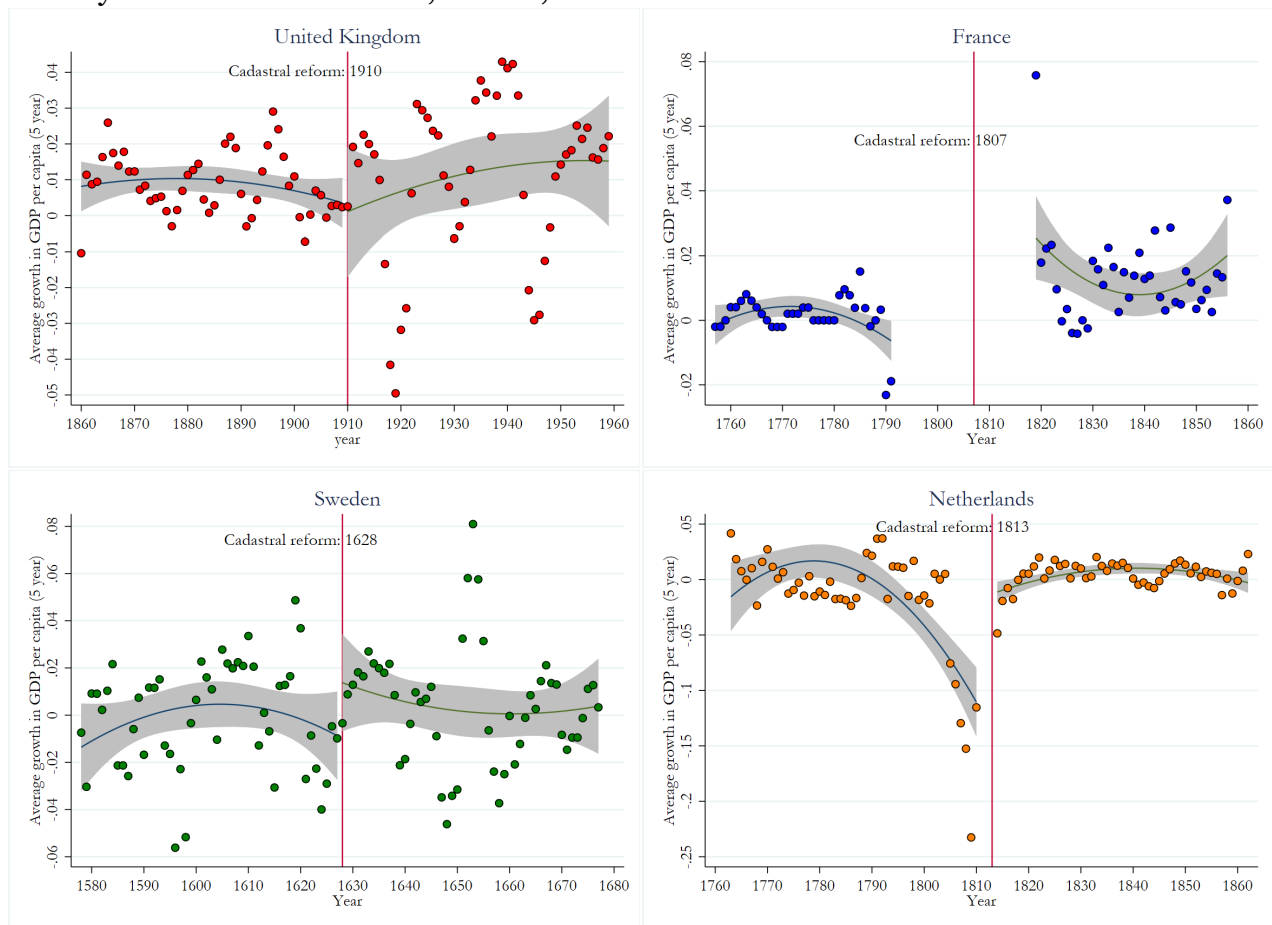 United Kingdom
Cadastral reform: 1910
Average growth in GDP per capita (5 year)
.04
.03
.02
.01
0
-.01
-.02
-.03
-.04
-.05
1860 1870 1880 1890 1900 1910 1920 1930 1940 1950 1960
year
France
Cadastral reform: 1807
Average growth in GDP per capita (5 year)
.08
.06
.04
.02
0
-.02
1760 1770 1780 1790 1800 1810 1820 1830 1840 1850 1860
Year
Sweden
Cadastral reform: 1628
Average growth in GDP per capita (5 year)
.08
.06
.04
.02
0
-.02
-.04
-.06
1580 1590 1600 1610 1620 1630 1640 1650 1660 1670 1680
Year
Netherlands
Cadastral reform: 1813
Average growth in GDP per capita (5 year)
.05
0
-.05
-.1
-.15
-.2
-.25
1760 1770 1780 1790 1800 1810 1820 1830 1840 1850 1860
Year